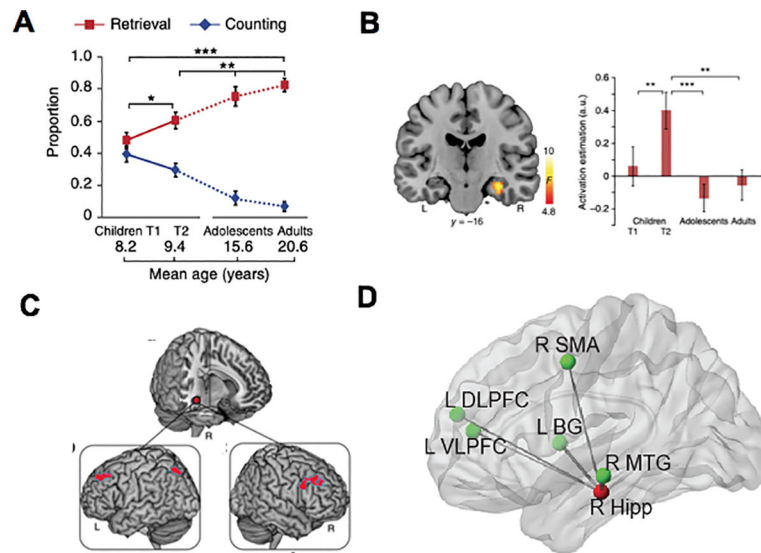 A
Retrieval Counting
***
**
*
1.0
0.8
0.6
0.4
0.2
0
Proportion
Children T1 T2 Adolescents Adults
8.2 9.4 15.6 20.6
Mean age (years)
B
10
F
4.8
L R
y = −16
Activation estimation (a.u.)
0.6
0.4
0.2
0
−0.2
**
**
***
Children Adolescents Adults
T1 T2
C
R
L
R
D
R SMA
L DLPFC
L BG
L VLPFC
R MTG
R Hipp